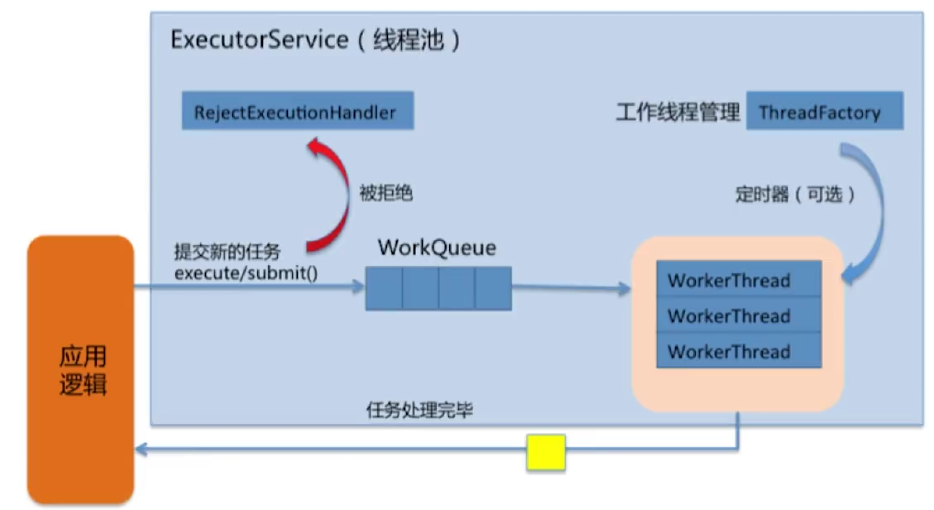 ExecutorService（线程池）
RejectExecutionHandler
工作线程管理
ThreadFactory
被拒绝
定时器（可选）
提交新的任务
execute/submit()
WorkQueue
WorkerThread
WorkerThread
WorkerThread
应用
逻辑
任务处理完毕